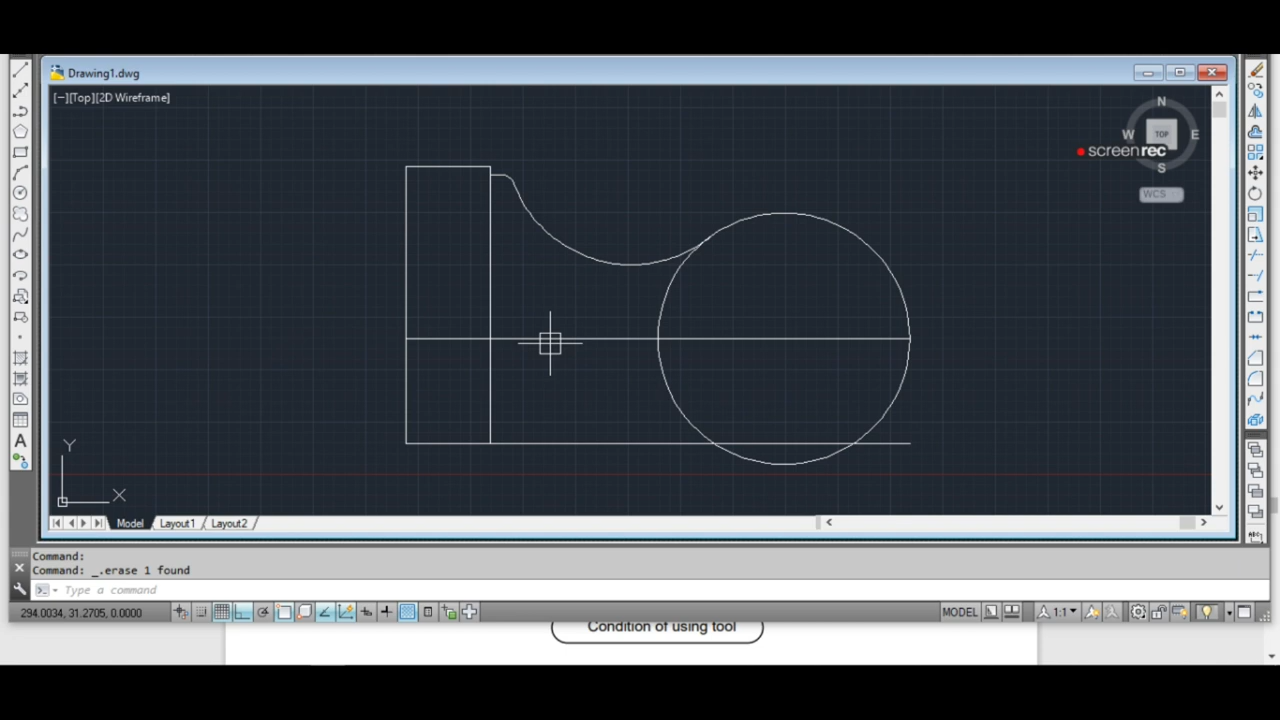 Drawing1.dwg
[−][Top][2D Wireframe]
N
W TOP E
screenrec
S
WCS
Y
X
Model Layout1 Layout2
Command:
Command: _.erase 1 found
Type a command
294.0034, 31.2705, 0.0000 MODEL 1:1
A
ABC
Condition of using tool